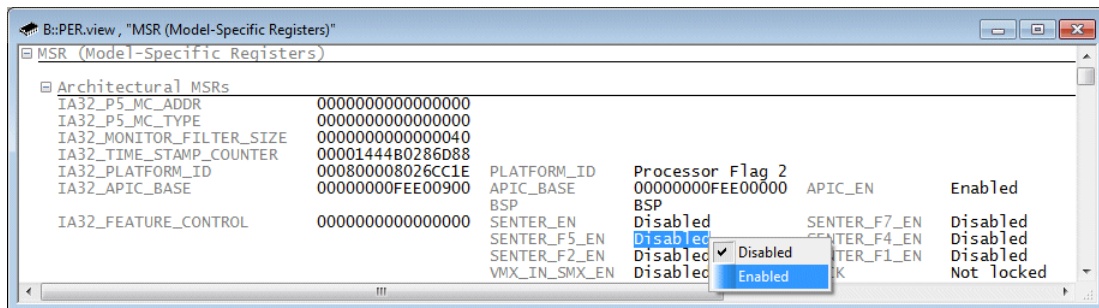 B::PER.view , "MSR (Model-Specific Registers)"
MSR (Model-Specific Registers)
Architectural MSRs
IA32_P5_MC_ADDR 0000000000000000
IA32_P5_MC_TYPE 0000000000000000
IA32_MONITOR_FILTER_SIZE 0000000000000040
IA32_TIME_STAMP_COUNTER 00001444B0286D88
IA32_PLATFORM_ID 000800008026CC1E PLATFORM_ID Processor Flag 2
IA32_APIC_BASE 00000000FEE00900 APIC_BASE 00000000FEE00000 APIC_EN Enabled
BSP BSP
IA32_FEATURE_CONTROL 0000000000000000 SENTER_EN Disabled SENTER_F7_EN Disabled
SENTER_F5_EN Disabled SENTER_F4_EN Disabled
SENTER_F2_EN Disabled Disabled NTER_F1_EN Disabled
VMX_IN_SMX_EN Disabled Enabled Not locked